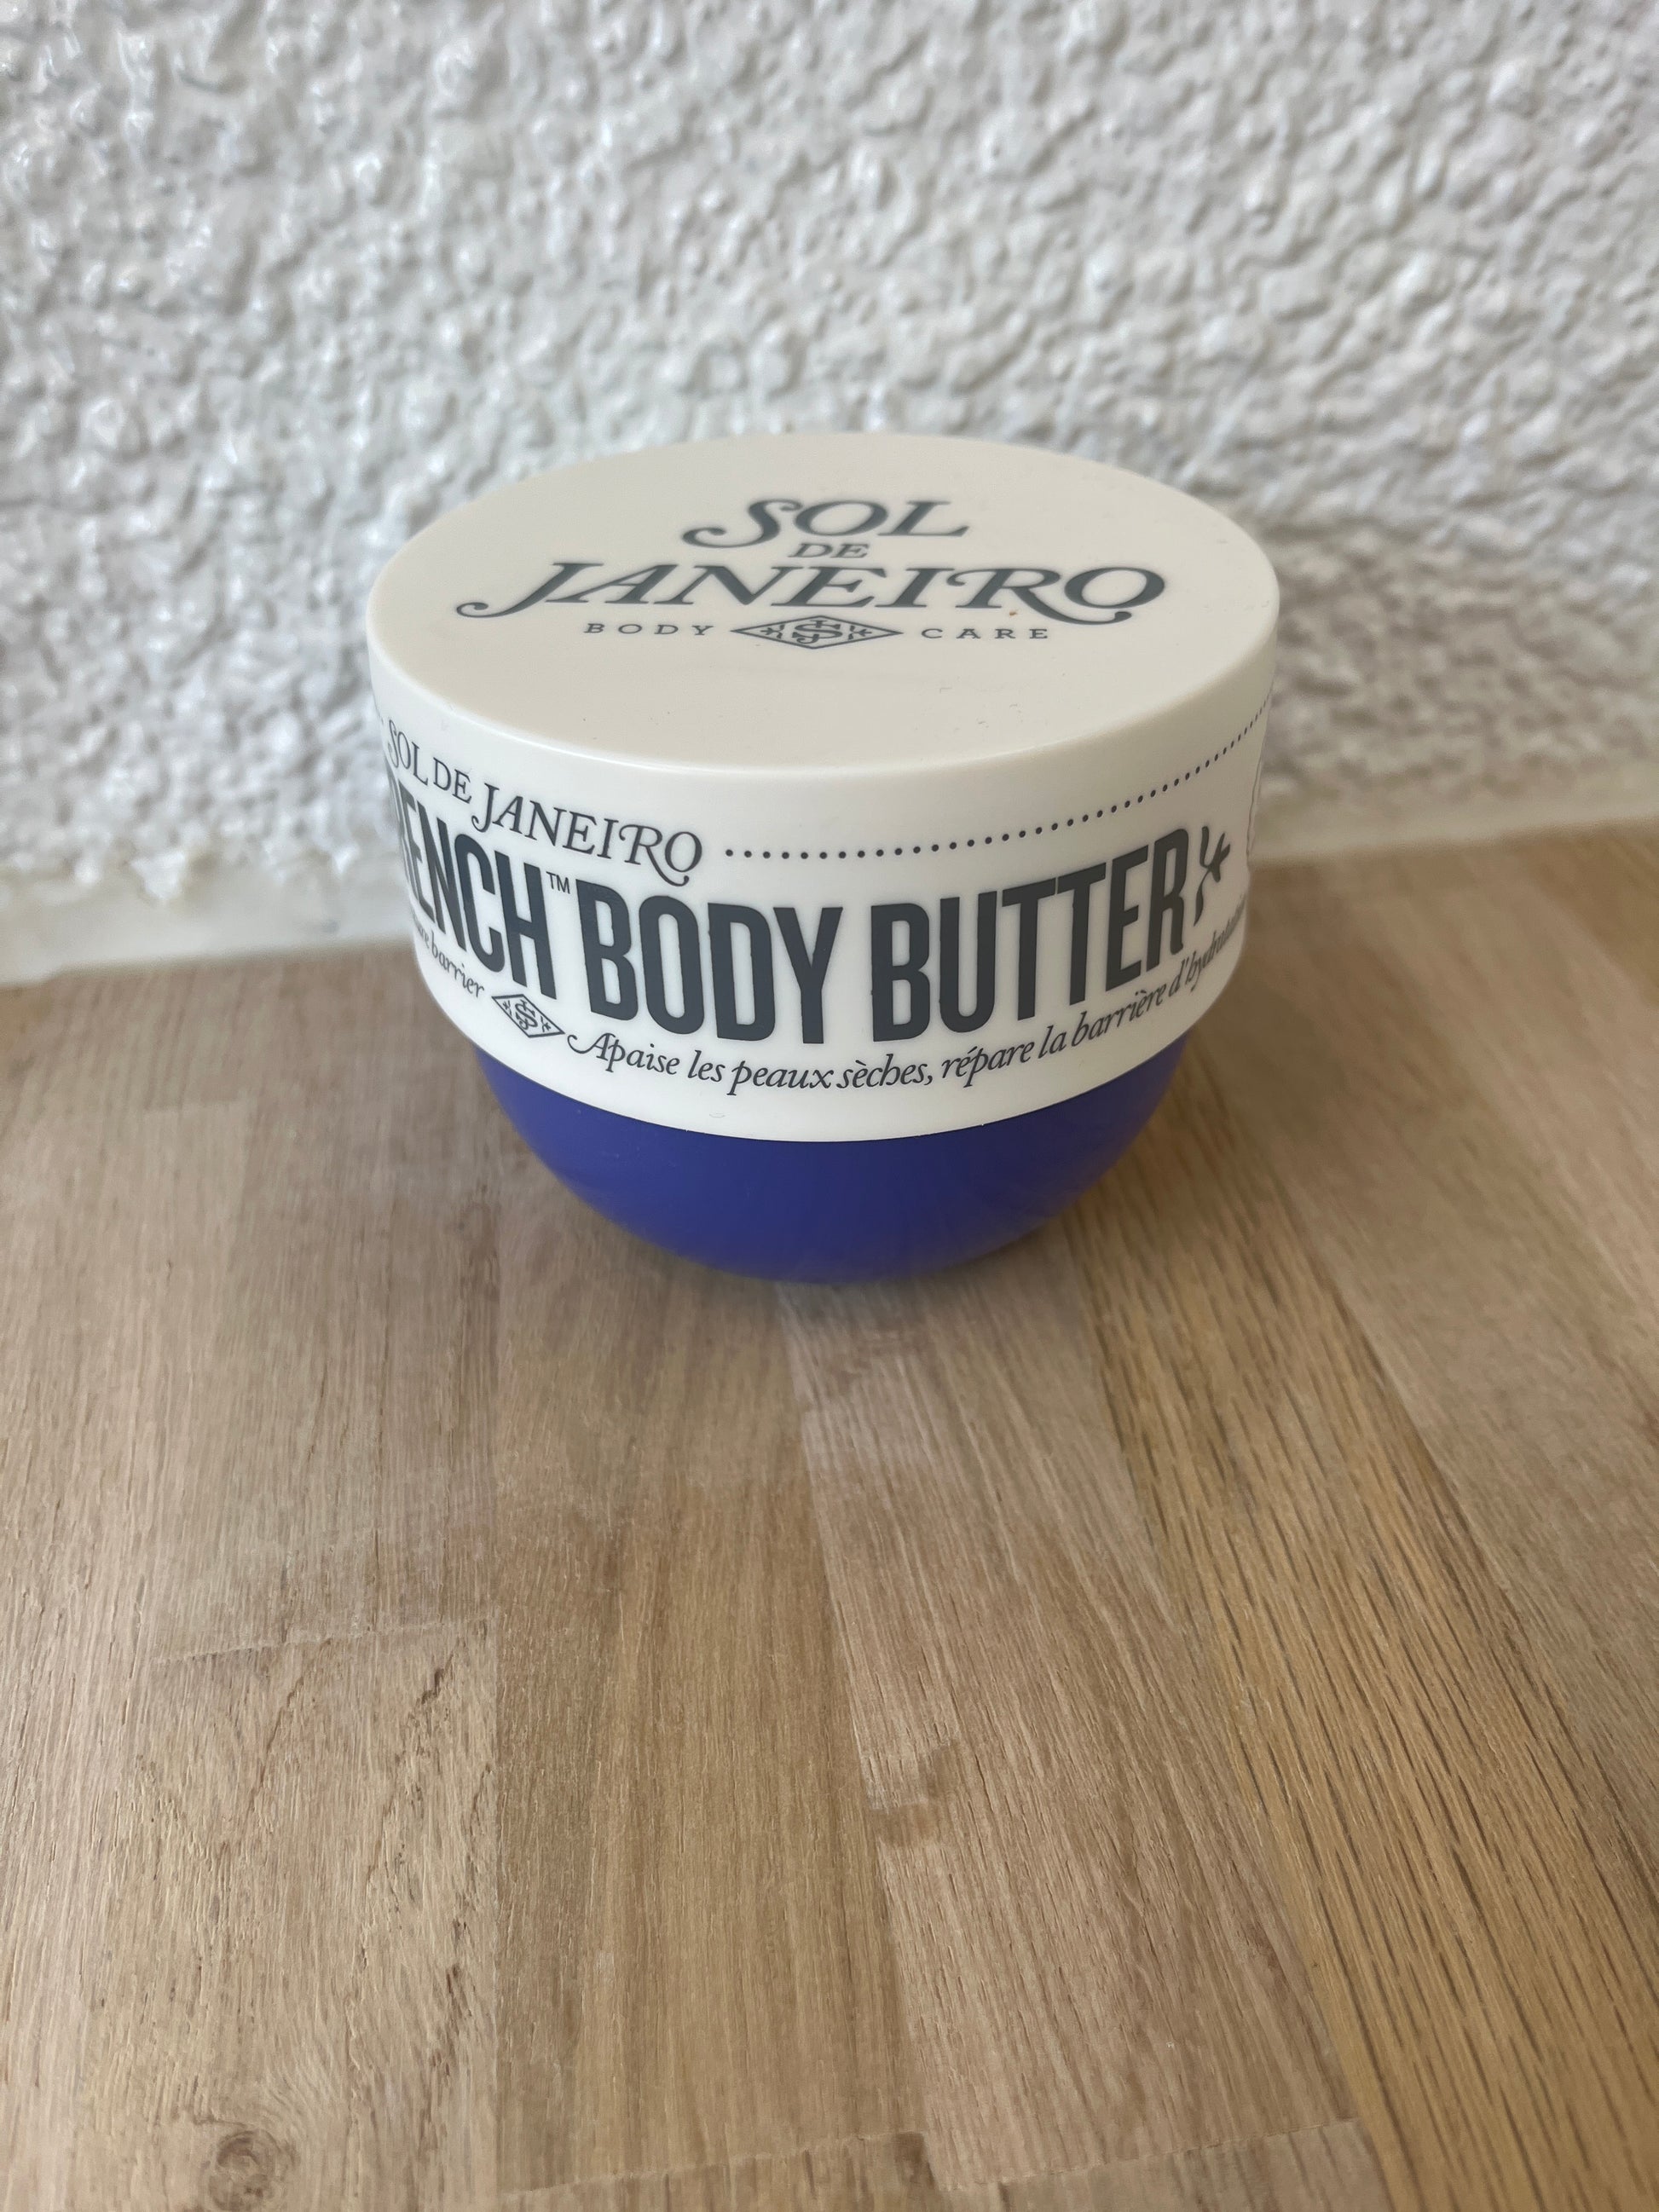 SOL
DE
JANEIRO
BODY CARE
SOL DE JANEIRO
BODY BUTTER
barrier Apaise les peaux sèches, répare la barrière